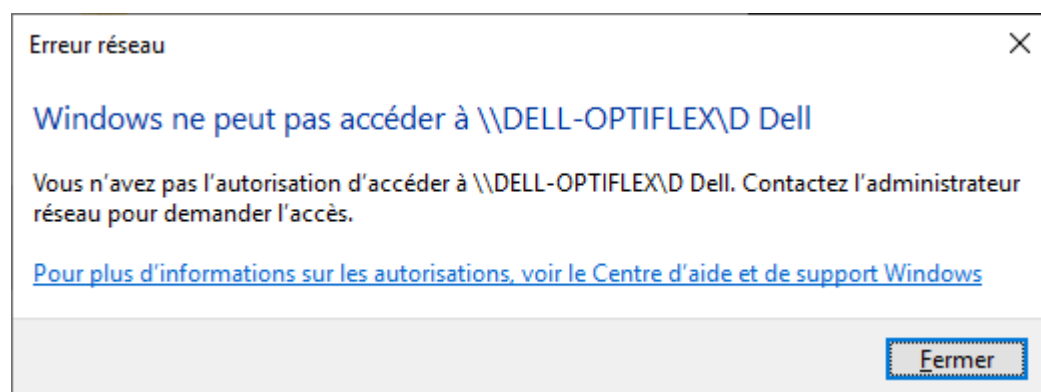 Erreur réseau
Windows ne peut pas accéder à \\DELL-OPTIFLEX\D Dell
Vous n’avez pas l’autorisation d’accéder à \\DELL-OPTIFLEX\D Dell. Contactez l’administrateur
réseau pour demander l’accès.
Pour plus d’informations sur les autorisations, voir le Centre d’aide et de support Windows
Fermer